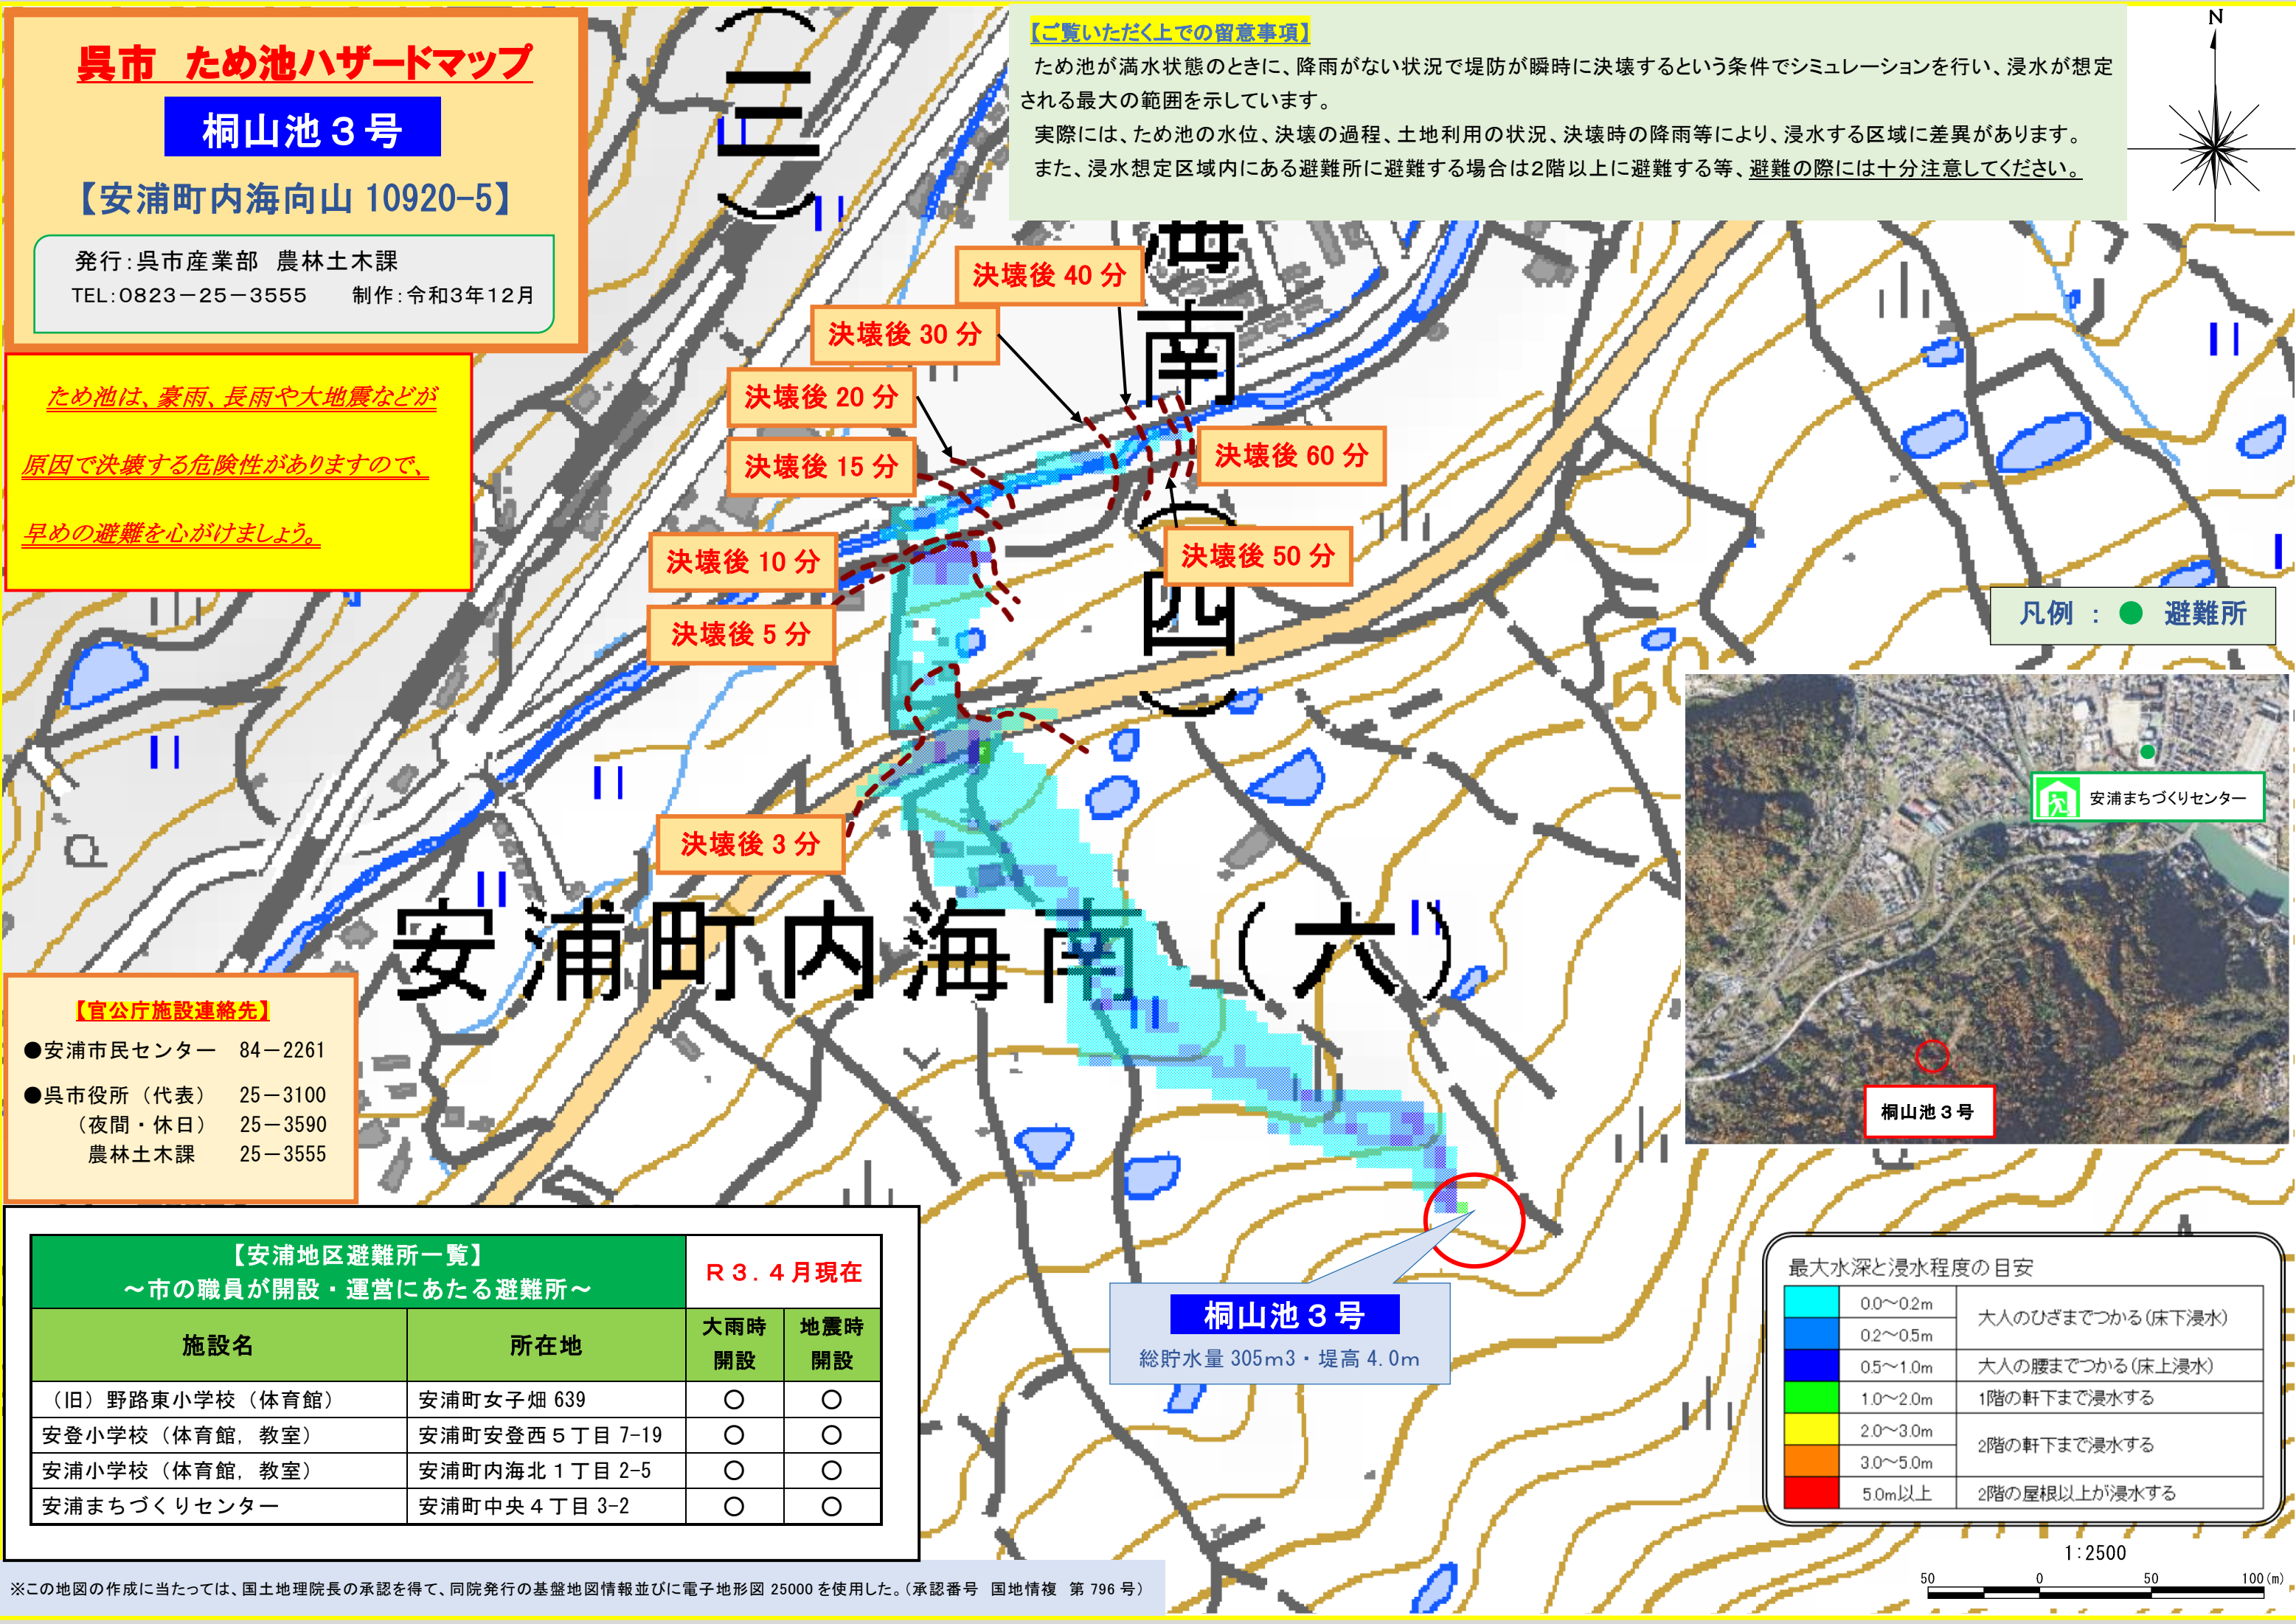 呉市 ため池ハザードマップ
桐山池３号
【安浦町内海向山 10920-5】
発行：呉市産業部 農林土木課
TEL：0823－25－3555 制作：令和3年12月
ため池は、豪雨、長雨や大地震などが
原因で決壊する危険性がありますので、
早めの避難を心がけましょう。
【ご覧いただく上での留意事項】
ため池が満水状態のときに、降雨がない状況で堤防が瞬時に決壊するという条件でシミュレーションを行い、浸水が想定
される最大の範囲を示しています。
実際には、ため池の水位、決壊の過程、土地利用の状況、決壊時の降雨等により、浸水する区域に差異があります。
また、浸水想定区域内にある避難所に避難する場合は２階以上に避難する等、避難の際には十分注意してください。
N
（三）
海南（四）
決壊後 40 分
決壊後 30 分
決壊後 20 分
決壊後 15 分
決壊後 60 分
決壊後 10 分
決壊後 50 分
決壊後 5 分
決壊後 3 分
50
安浦町内海南（六）
凡例 ： ● 避難所
安浦まちづくりセンター
桐山池３号
【官公庁施設連絡先】
●安浦市民センター 84－2261
●呉市役所（代表） 25－3100
（夜間・休日） 25－3590
農林土木課 25－3555
【安浦地区避難所一覧】
～市の職員が開設・運営にあたる避難所～
Ｒ３．４月現在
施設名 所在地 大雨時開設 地震時開設
（旧）野路東小学校（体育館） 安浦町女子畑 639 ○ ○
安登小学校（体育館，教室） 安浦町安登西５丁目 7-19 ○ ○
安浦小学校（体育館，教室） 安浦町内海北１丁目 2-5 ○ ○
安浦まちづくりセンター 安浦町中央４丁目 3-2 ○ ○
桐山池３号
総貯水量 305ｍ3・堤高 4.0ｍ
最大水深と浸水程度の目安
0.0～0.2m 大人のひざまでつかる（床下浸水）
0.2～0.5m
0.5～1.0m 大人の腰までつかる（床上浸水）
1.0～2.0m 1階の軒下まで浸水する
2.0～3.0m 2階の軒下まで浸水する
3.0～5.0m
5.0m以上 2階の屋根以上が浸水する
1：2500
50 0 50 100（m）
※この地図の作成に当たっては、国土地理院長の承認を得て、同院発行の基盤地図情報並びに電子地形図 25000 を使用した。（承認番号 国地情複 第 796 号）